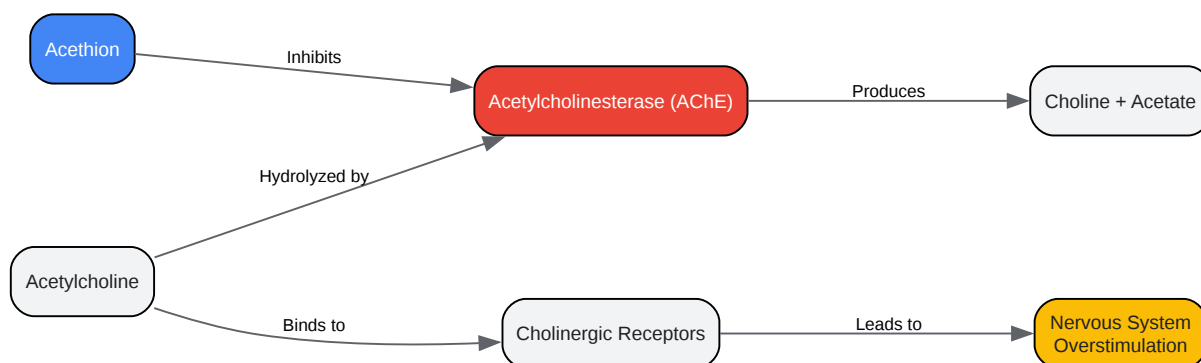 Acethion
Inhibits
Acetylcholinesterase (AChE)
Produces
Choline + Acetate
Hydrolyzed by
Acetylcholine
Binds to
Cholinergic Receptors
Leads to
Nervous System
Overstimulation